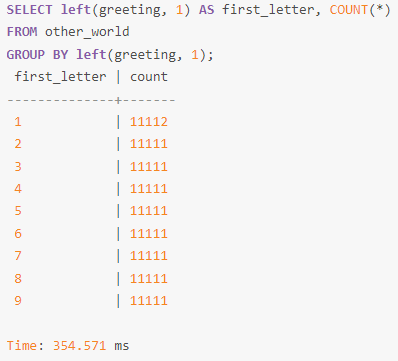 SELECT left(greeting, 1) AS first_letter, COUNT(*)
FROM other_world
GROUP BY left(greeting, 1);
 first_letter | count
--------------+-------
 1            | 11112
 2            | 11111
 3            | 11111
 4            | 11111
 5            | 11111
 6            | 11111
 7            | 11111
 8            | 11111
 9            | 11111

Time: 354.571 ms